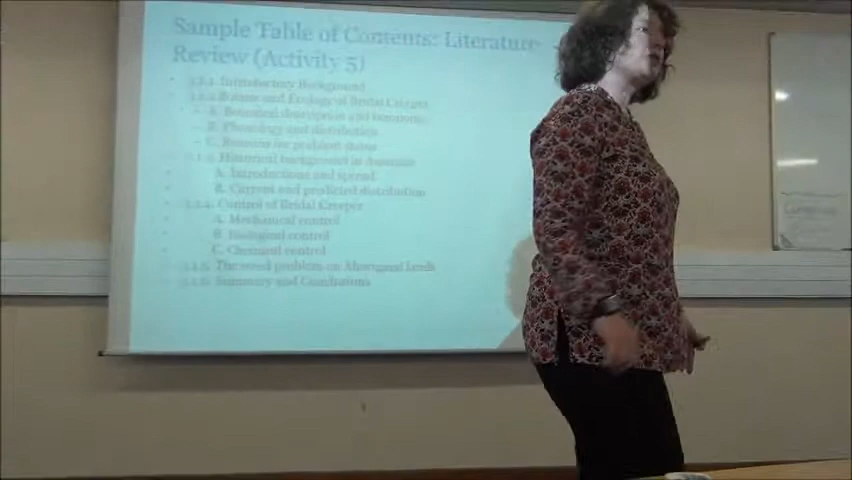 Sample Table of Contents: Literature
Review (Activity 5)
Introductory Background
Botany and Ecology of Bridal Creeper
A. Botanical description and taxonomy
B. Phenology and distribution
C. Reasons for problem status
Historical background in Australia
A. Introductions and spread
B. Current and predicted distribution
Control of Bridal Creeper
A. Mechanical control
B. Biological control
C. Chemical control
The weed problem on Aboriginal lands
Summary and Conclusions